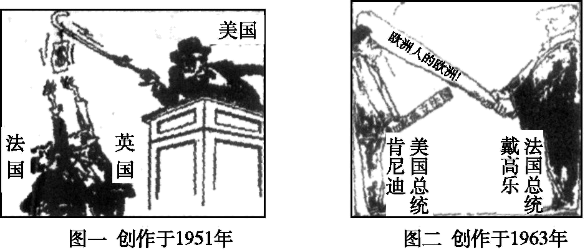 美国
法国
英国
图一 创作于1951年
欧洲人的欧洲!
美国总统
肯尼迪
法国总统
戴高乐
图二 创作于1963年